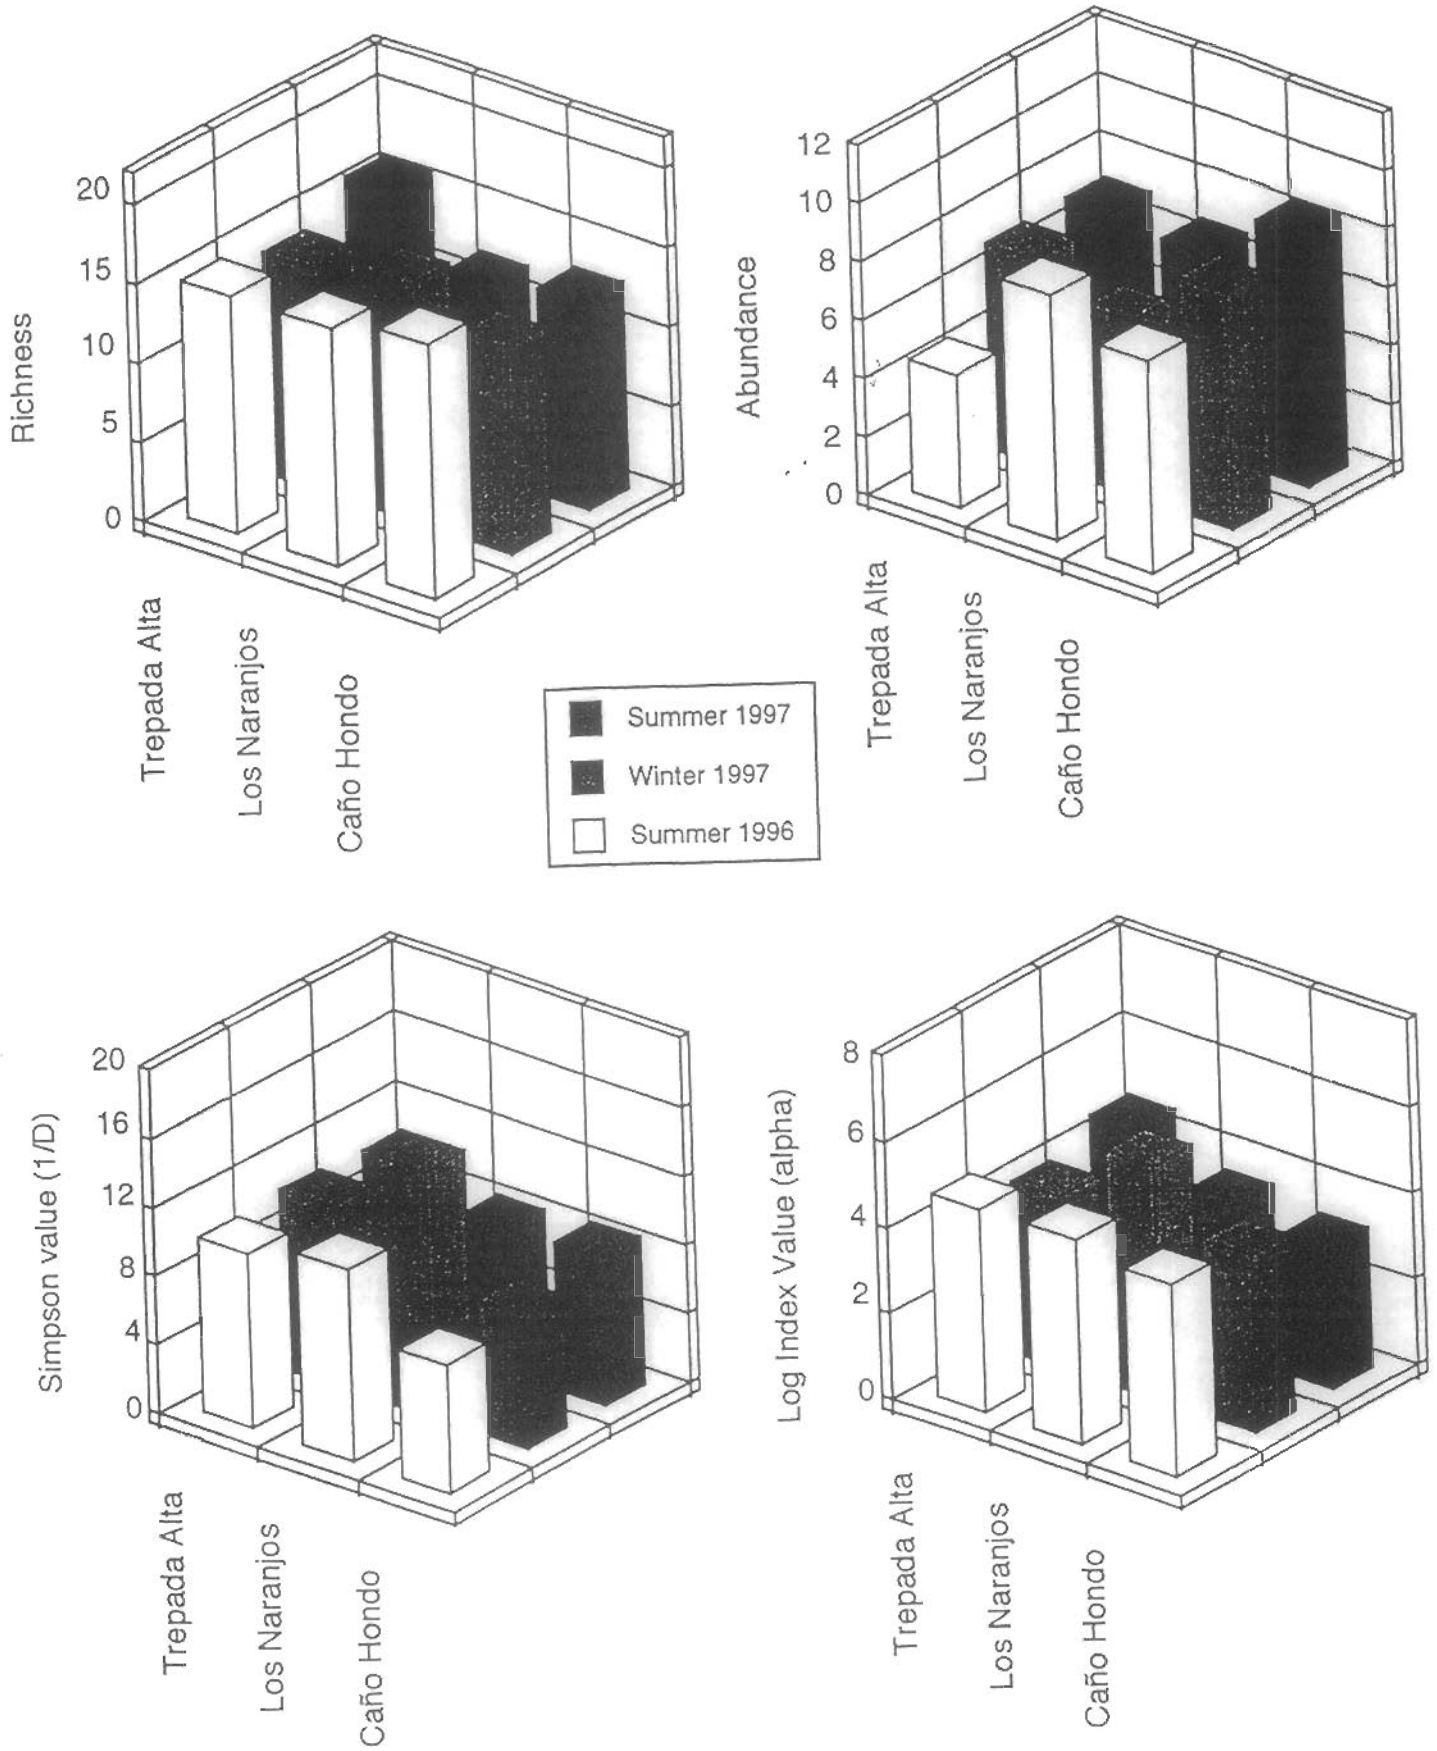 20
15
10
5
0
Richness
Trepada Alta
Los Naranjos
Caño Hondo
12
10
8
6
4
2
0
Abundance
Trepada Alta
Los Naranjos
Caño Hondo
Summer 1997
Winter 1997
Summer 1996
20
16
12
8
4
0
Simpson value (1/D)
Trepada Alta
Los Naranjos
Caño Hondo
8
6
4
2
0
Log Index Value (alpha)
Trepada Alta
Los Naranjos
Caño Hondo